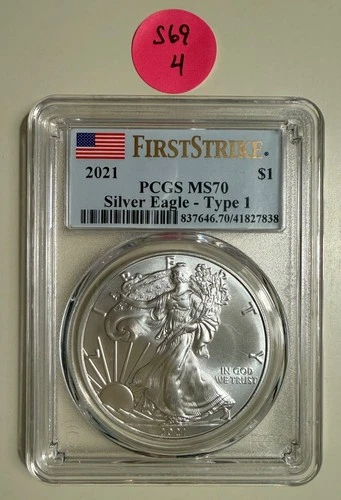 S69
4
FIRSTSTRIKE®
2021 $1
PCGS MS70
Silver Eagle - Type 1
837646.70/41827838
LIBERTY
IN GOD
WE TRUST
2021